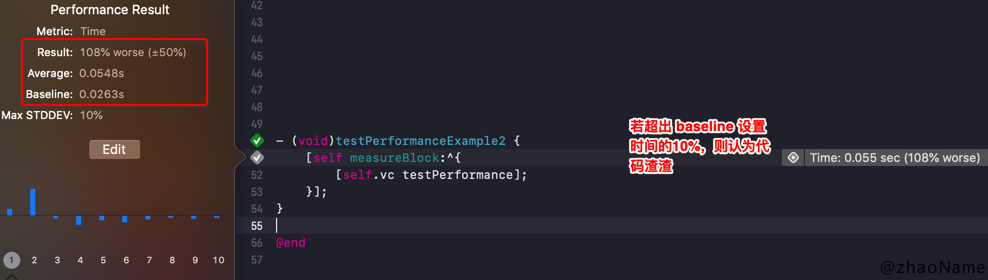 Performance Result
Metric: Time
Result: 108% worse (±50%)
Average: 0.0548s
Baseline: 0.0263s
Max STDDEV: 10%
Edit
1 2 3 4 5 6 7 8 9 10
42
43
44
45
46
47
48
49
- (void)testPerformanceExample2 {
[self measureBlock:^{
52 [self.vc testPerformance];
53 }];
54 }
55
56 @end
57
若超出 baseline 设置
时间的10%，则认为代
码渣渣
Time: 0.055 sec (108% worse)
@zhaoName